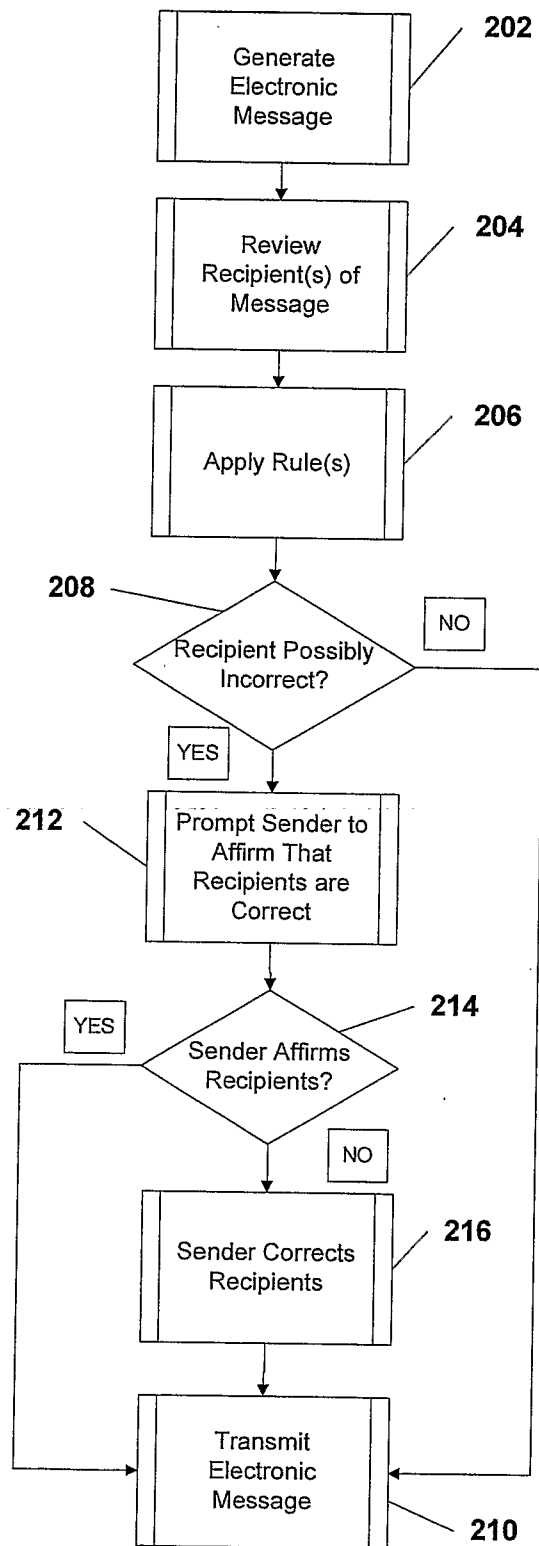 202
Generate
Electronic
Message
204
Review
Recipient(s) of
Message
206
Apply Rule(s)
208
NO
Recipient Possibly
Incorrect?
YES
212
Prompt Sender to
Affirm That
Recipients are
Correct
214
YES
Sender Affirms
Recipients?
NO
216
Sender Corrects
Recipients
Transmit
Electronic
Message
210